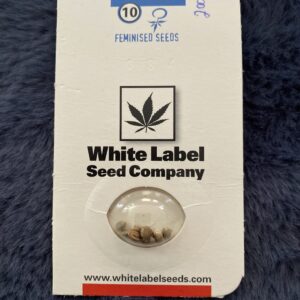 10
FEMINISED SEEDS
White Label
Seed Company
www.whitelabelseeds.com